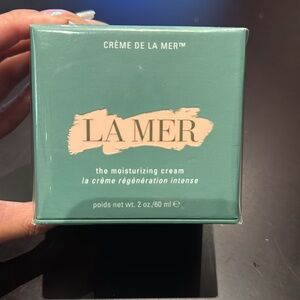 CRÈME DE LA MER™
LA MER
the moisturizing cream
la crème régénération intense
poids net wt. 2 oz./60 ml ℮